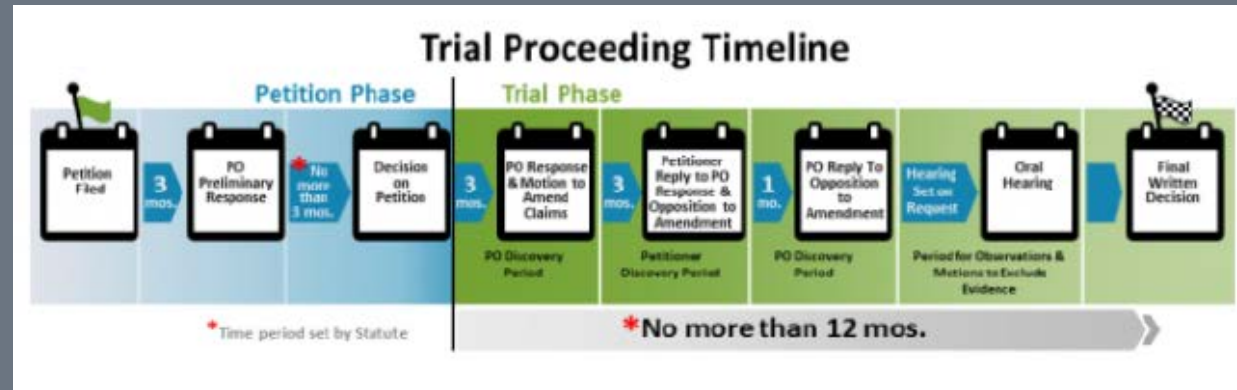 Trial Proceeding Timeline
Petition Phase
Trial Phase
Petition
Filed
3
mos.
PO
Preliminary
Response
* No
more
than
3 mos.
Decision
on
Petition
3
mos.
PO Response
& Motion to
Amend
Claims
3
mos.
Petitioner
Reply to PO
Response &
Opposition to
Amendment
1
mo.
PO Reply To
Opposition
to
Amendment
Hearing
Set on
Request
Oral
Hearing
Final
Written
Decision
PO Discovery
Period
Petitioner
Discovery Period
PO Discovery
Period
Period for Observations &
Motions to Exclude
Evidence
*Time period set by Statute
*No more than 12 mos.